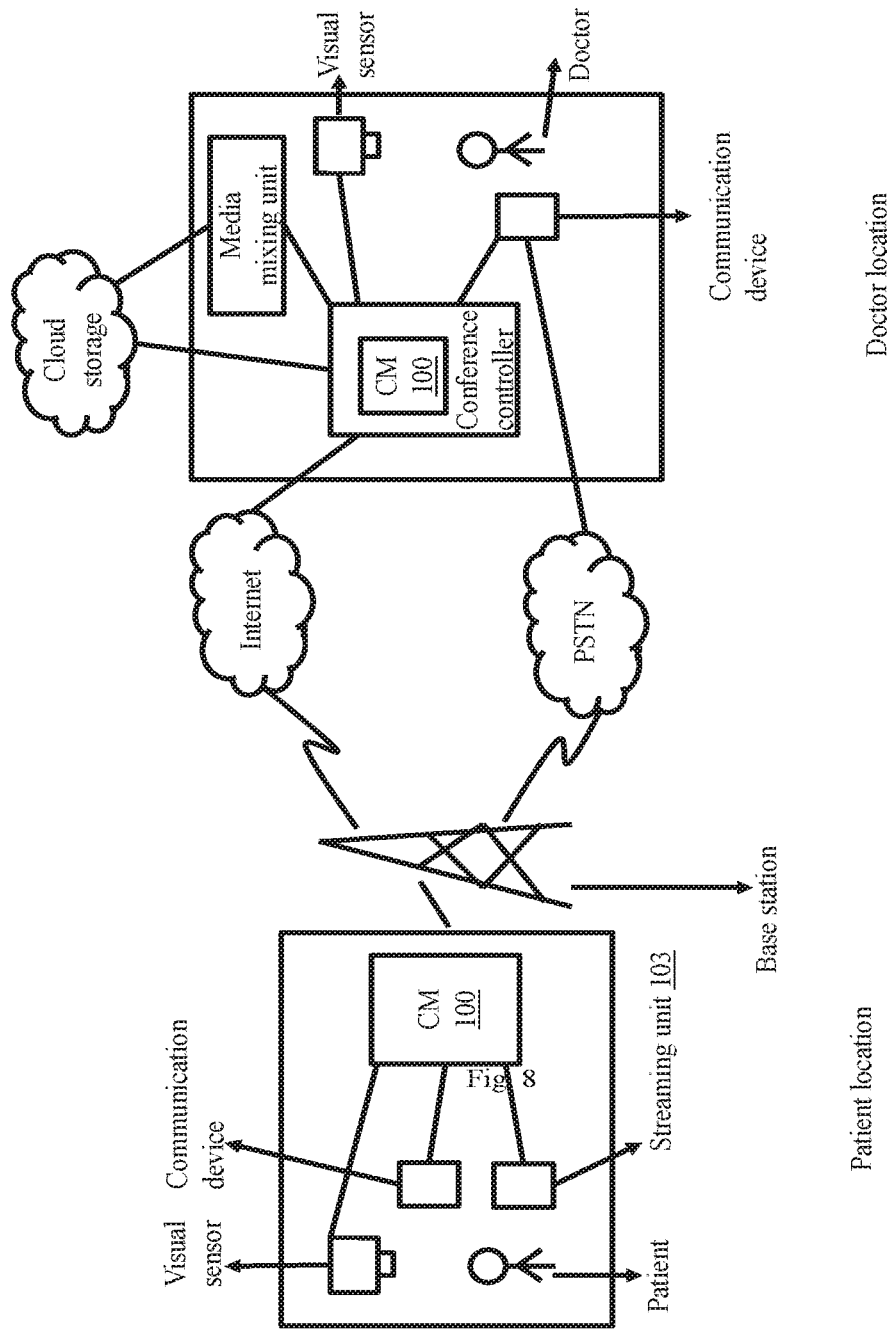 Cloud
storage
Media
mixing unit
Visual
sensor
Doctor
Communication
device
Doctor location
CM
100
Conference
controller
Internet
PSTN
Base station
Visual
sensor
Communication
device
CM
100
Fig. 8
Streaming unit 103
Patient
Patient location